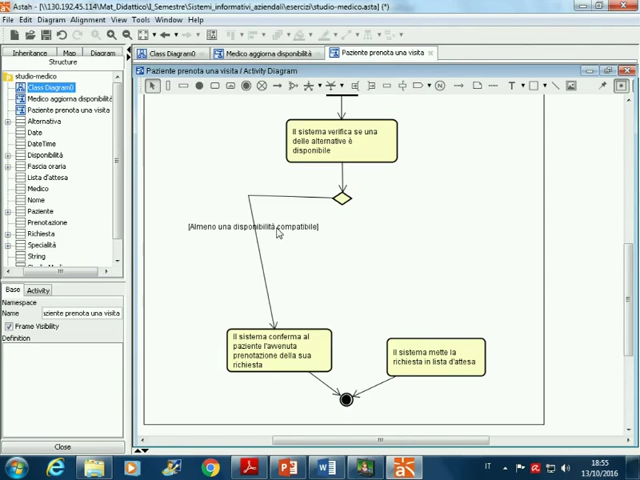 Astah - [\\130.192.45.114\Mat_Didattico\I_Semestre\Sistemi_informativi_aziendali\esercizi\studio-medico.asta] (*)
File Edit Diagram Alignment View Tools Window Help
Inheritance Map Diagram
Structure
studio-medico
Class Diagram0
Medico aggiorna disponibilità
Paziente prenota una visita
Alternativa
Date
DateTime
Disponibilità
Fascia oraria
Lista d'attesa
Medico
Nome
Paziente
Prenotazione
Richiesta
Specialità
String
Base Activity
Namespace
Name ziente prenota una visita
Frame Visibility
Definition
Close
Class Diagram0
Medico aggiorna disponibilità
Paziente prenota una visita
Paziente prenota una visita / Activity Diagram
Il sistema verifica se una
delle alternative è
disponibile
[Almeno una disponibilità compatibile]
Il sistema conferma al
paziente l'avvenuta
prenotazione della sua
richiesta
Il sistema mette la
richiesta in lista d'attesa
IT
18:55
13/10/2016